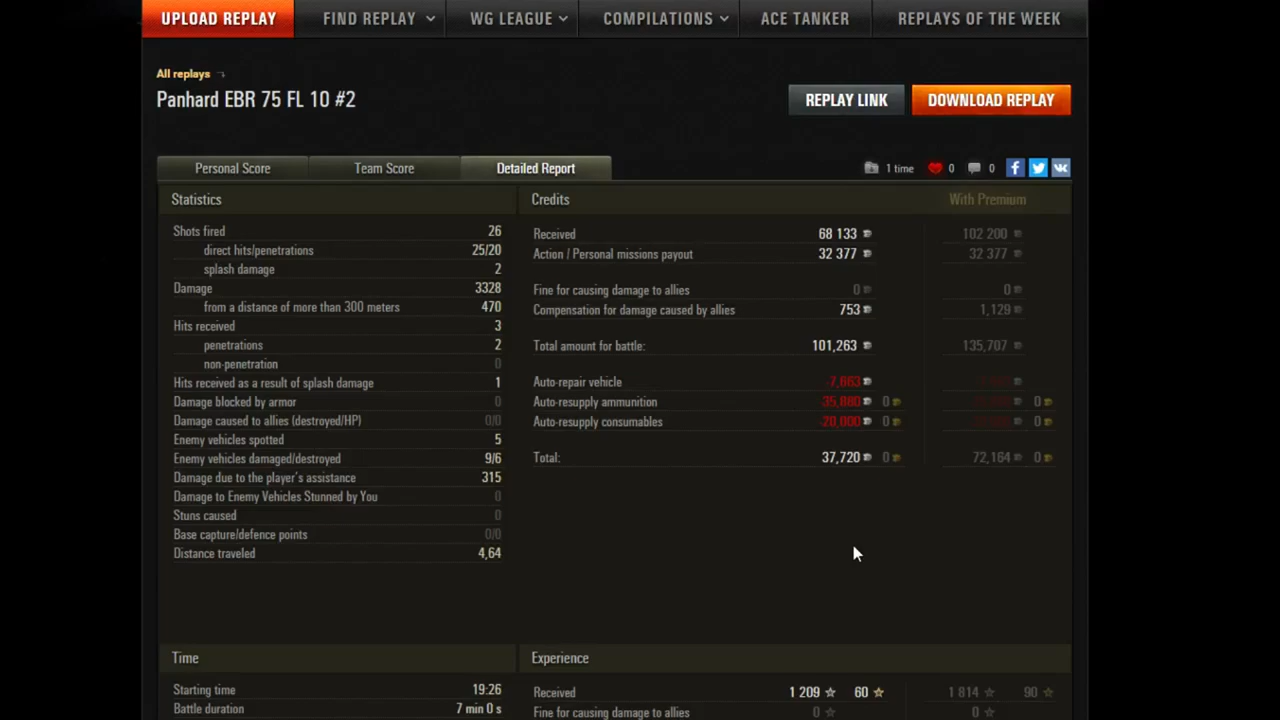 UPLOAD REPLAY FIND REPLAY WG LEAGUE COMPILATIONS ACE TANKER REPLAYS OF THE WEEK
All replays
Panhard EBR 75 FL 10 #2
REPLAY LINK DOWNLOAD REPLAY
Personal Score Team Score Detailed Report 1 time 0 0
Statistics Credits With Premium
Shots fired 26 Received 68 133 102 200
direct hits/penetrations 25/20 Action / Personal missions payout 32 377 32 377
splash damage 2
Damage 3328 Fine for causing damage to allies 0 0
from a distance of more than 300 meters 470 Compensation for damage caused by allies 753 1,129
Hits received 3
penetrations 2 Total amount for battle: 101,263 135,707
non-penetration 0
Hits received as a result of splash damage 1 Auto-repair vehicle -7,663
Damage blocked by armor 0 Auto-resupply ammunition -35,880 0 0
Damage caused to allies (destroyed/HP) 0/0 Auto-resupply consumables -20,000 0 0
Enemy vehicles spotted 5
Enemy vehicles damaged/destroyed 9/6 Total: 37,720 0 72,164 0
Damage due to the player's assistance 315
Damage to Enemy Vehicles Stunned by You 0
Stuns caused 0
Base capture/defence points 0/0
Distance traveled 4,64
Time Experience
Starting time 19:26 Received 1 209 60 1 814 90
Battle duration 7 min 0 s Fine for causing damage to allies 0 0